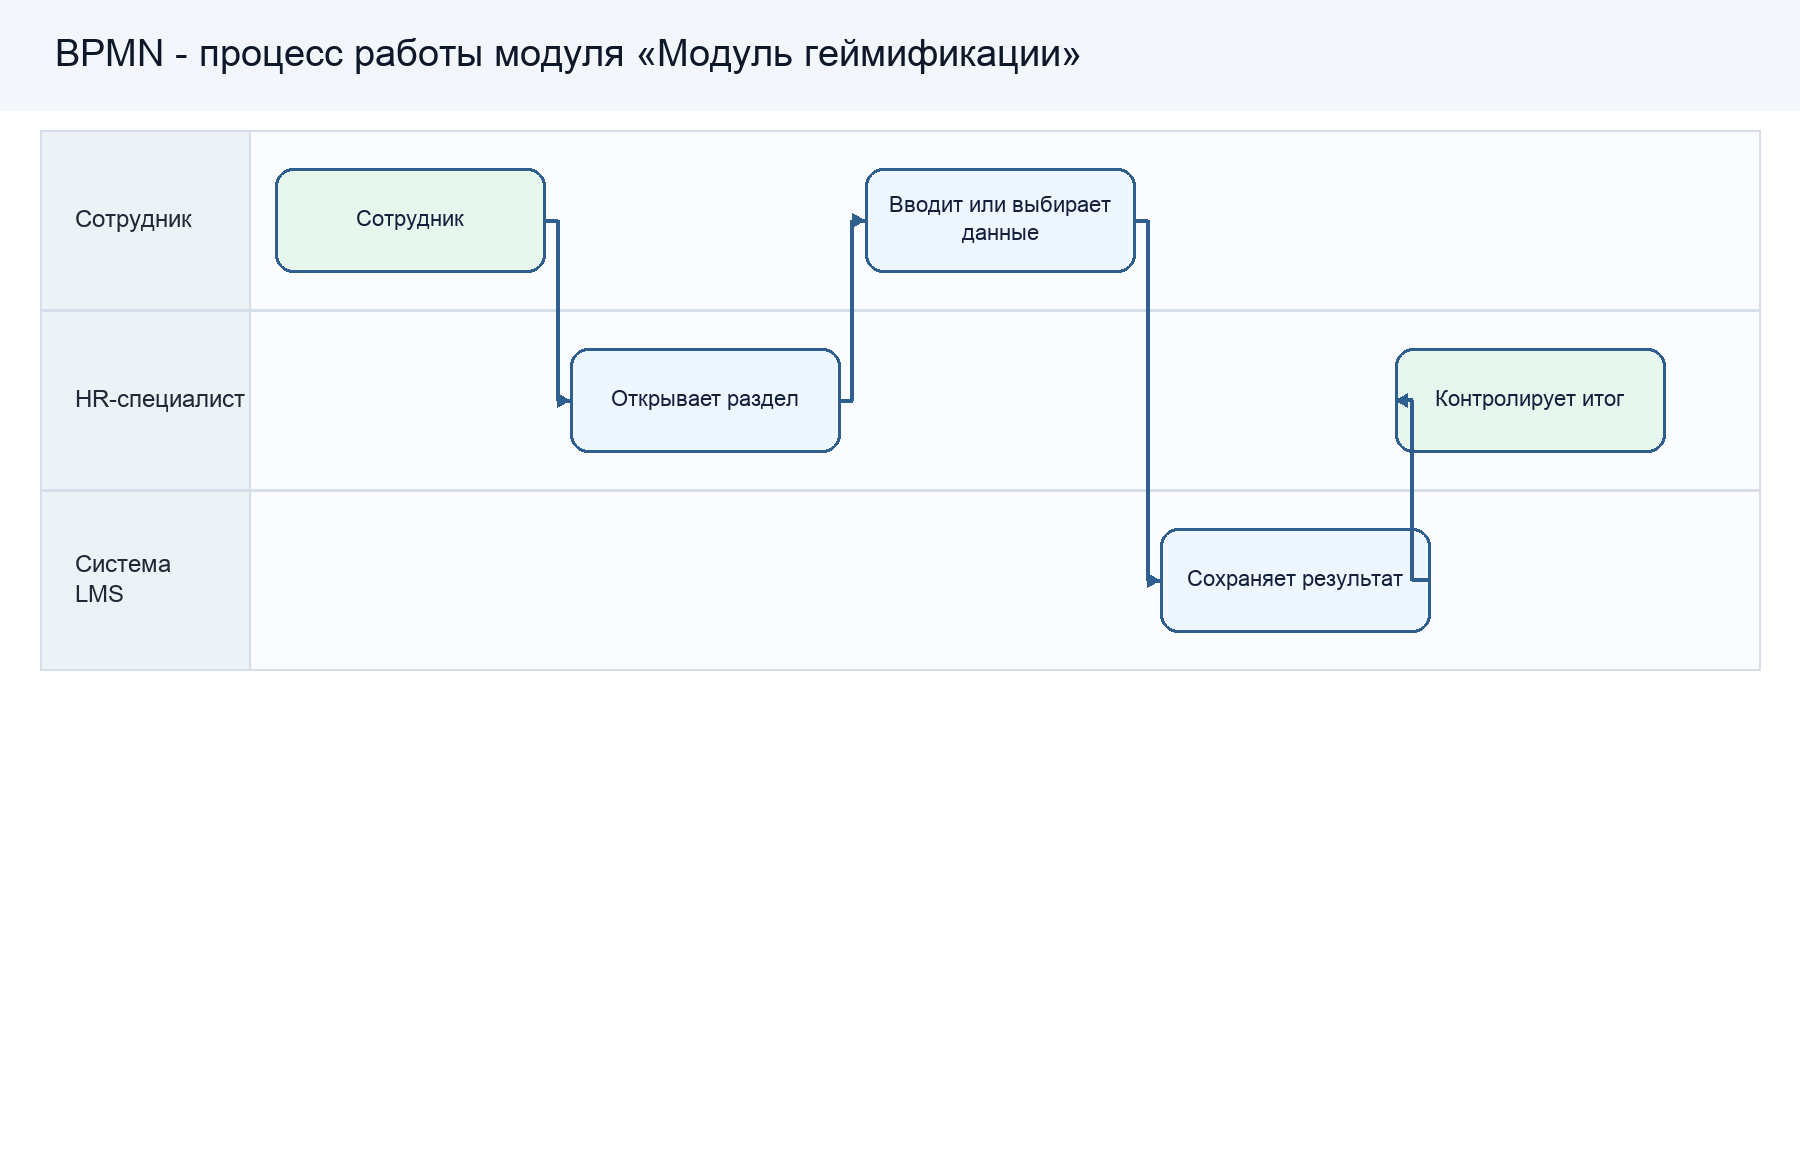 BPMN - процесс работы модуля «Модуль геймификации»
Сотрудник
Сотрудник
Вводит или выбирает
данные
HR-специалист
Открывает раздел
Контролирует итог
Система
LMS
Сохраняет результат